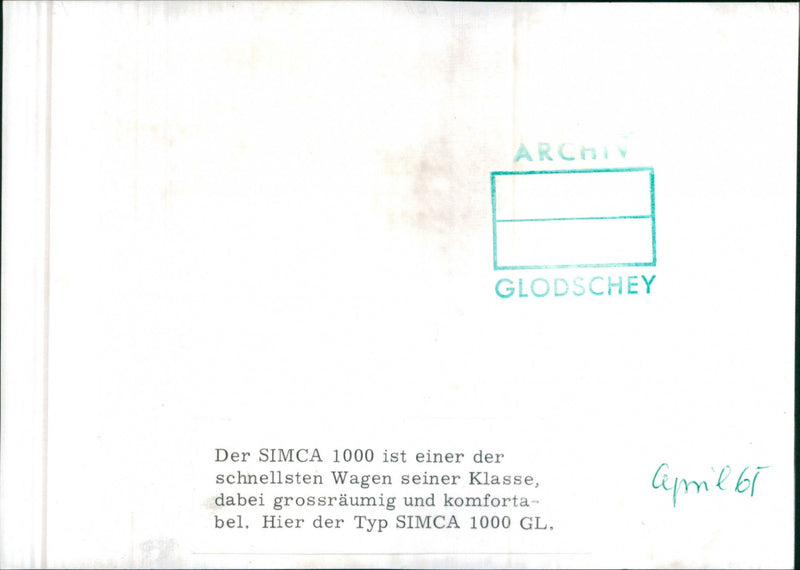 ARCHIV
GLODSCHEY
Der SIMCA 1000 ist einer der
schnellsten Wagen seiner Klasse,
dabei grossräumig und komforta-
bel. Hier der Typ SIMCA 1000 GL.
April 65